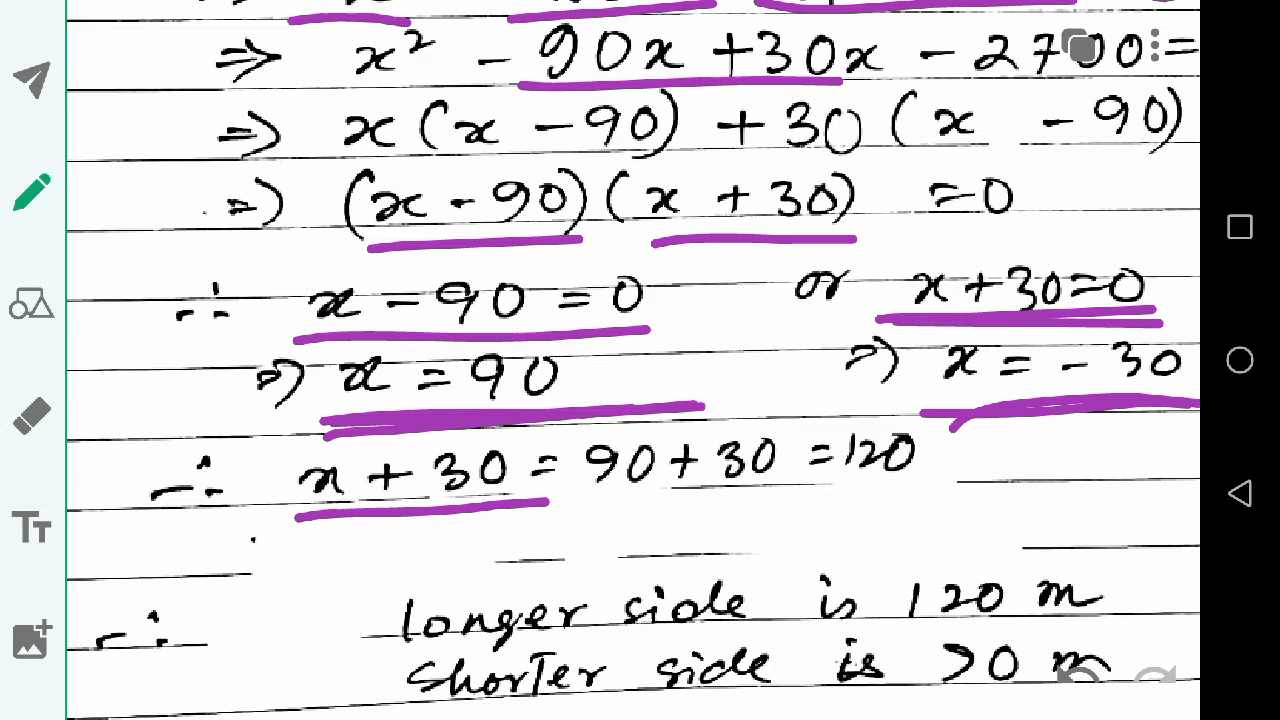 ⇒ x² - 90x + 30x - 2700 =
⇒ x(x - 90) + 30(x - 90)
⇒ (x - 90)(x + 30) = 0
∴ x - 90 = 0 or x + 30 = 0
⇒ x = 90 ⇒ x = - 30
∴ x + 30 = 90 + 30 = 120
∴ longer side is 120 m
shorter side is 90 m
Tт